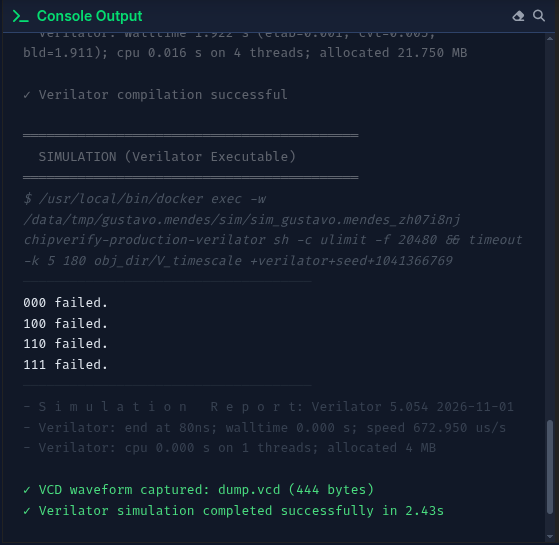 Console Output
Verilator: Walltime 1.922 s (elab=0.001, cvt=0.005,
bld=1.911); cpu 0.016 s on 4 threads; allocated 21.750 MB
✓ Verilator compilation successful
SIMULATION (Verilator Executable)
$ /usr/local/bin/docker exec -w
/data/tmp/gustavo.mendes/sim/sim_gustavo.mendes_zh07i8nj
chipverify-production-verilator sh -c ulimit -f 20480 && timeout
-k 5 180 obj_dir/V_timescale +verilator+seed+1041366769
000 failed.
100 failed.
110 failed.
111 failed.
- S i m u l a t i o n   R e p o r t: Verilator 5.054 2026-11-01
- Verilator: end at 80ns; walltime 0.000 s; speed 672.950 us/s
- Verilator: cpu 0.000 s on 1 threads; allocated 4 MB
✓ VCD waveform captured: dump.vcd (444 bytes)
✓ Verilator simulation completed successfully in 2.43s